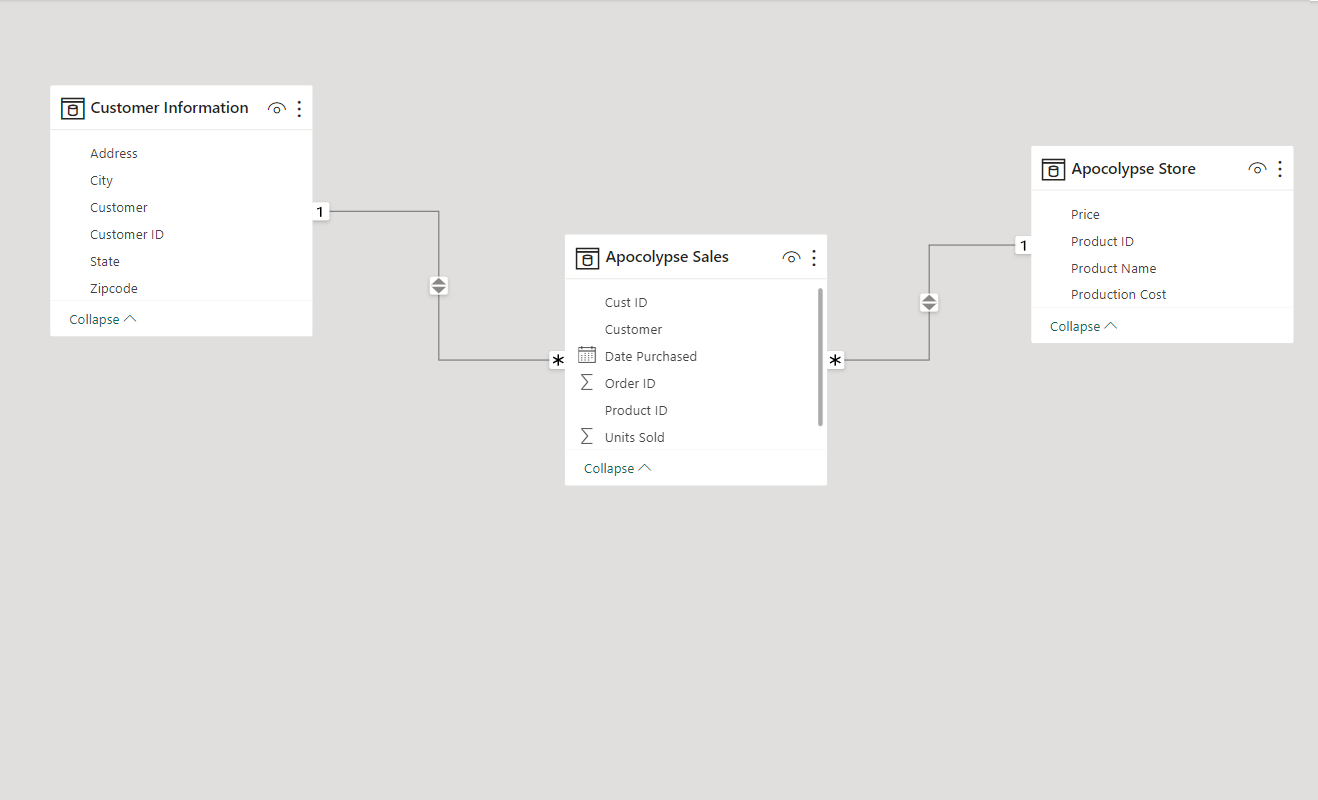 Customer Information
Address
City
Customer
Customer ID
State
Zipcode
Collapse
1
*
Apocolypse Sales
Cust ID
Customer
Date Purchased
Order ID
Product ID
Units Sold
Collapse
*
1
Apocolypse Store
Price
Product ID
Product Name
Production Cost
Collapse